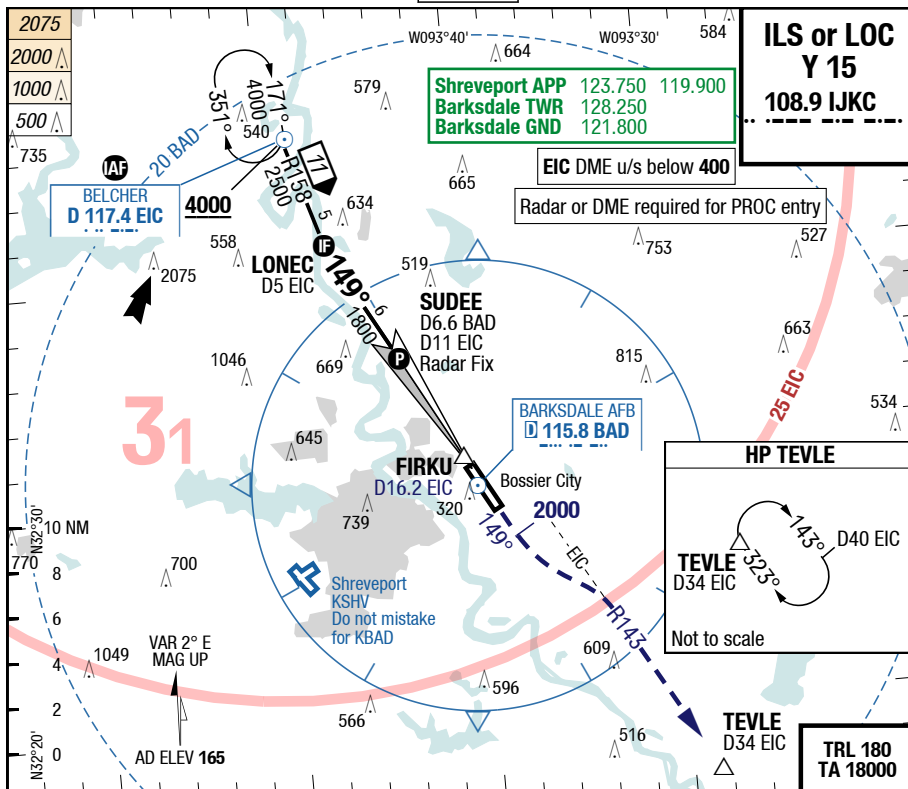 2075
2000
1000
500
735
IAF
BELCHER
D 117.4 EIC
20 BAD
171°
4000
351°
540
4000
R158
2500
11
5
W093°40'
W093°30'
664
584
579
Shreveport APP 123.750 119.900
Barksdale TWR 128.250
Barksdale GND 121.800
ILS or LOC
Y 15
108.9 IJKC
EIC DME u/s below 400
Radar or DME required for PROC entry
665
634
753
527
558
2075
IF
LONEC
D5 EIC
149°
6
1800
519
SUDEE
D6.6 BAD
D11 EIC
Radar Fix
P
1046
669
815
663
25 EIC
534
31
645
BARKSDALE AFB
D 115.8 BAD
FIRKU
D16.2 EIC
Bossier City
320
739
149°
2000
EIC
R143
HP TEVLE
143°
D40 EIC
TEVLE
D34 EIC
323°
Not to scale
N32°30'
10 NM
770
8
700
6
4
2
0
N32°20'
Shreveport
KSHV
Do not mistake
for KBAD
1049
VAR 2° E
MAG UP
AD ELEV 165
566
596
609
516
TEVLE
D34 EIC
TRL 180
TA 18000